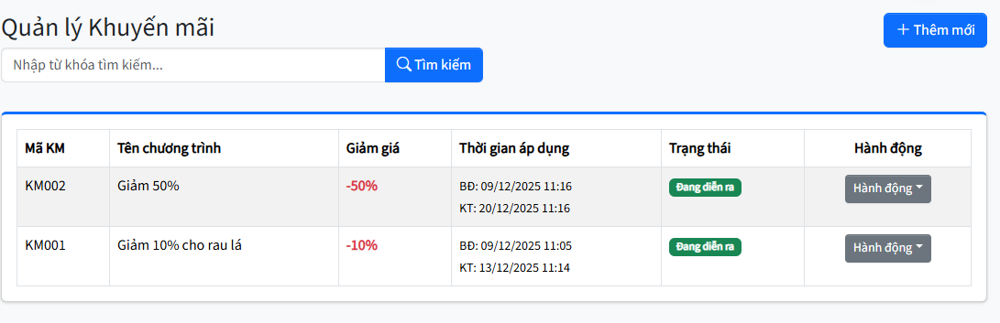 Quản lý Khuyến mãi
+ Thêm mới
Nhập từ khóa tìm kiếm...
Tìm kiếm
Mã KM Tên chương trình Giảm giá Thời gian áp dụng Trạng thái Hành động
KM002 Giảm 50% -50% BĐ: 09/12/2025 11:16 Đang diễn ra Hành động
KT: 20/12/2025 11:16
KM001 Giảm 10% cho rau lá -10% BĐ: 09/12/2025 11:05 Đang diễn ra Hành động
KT: 13/12/2025 11:14